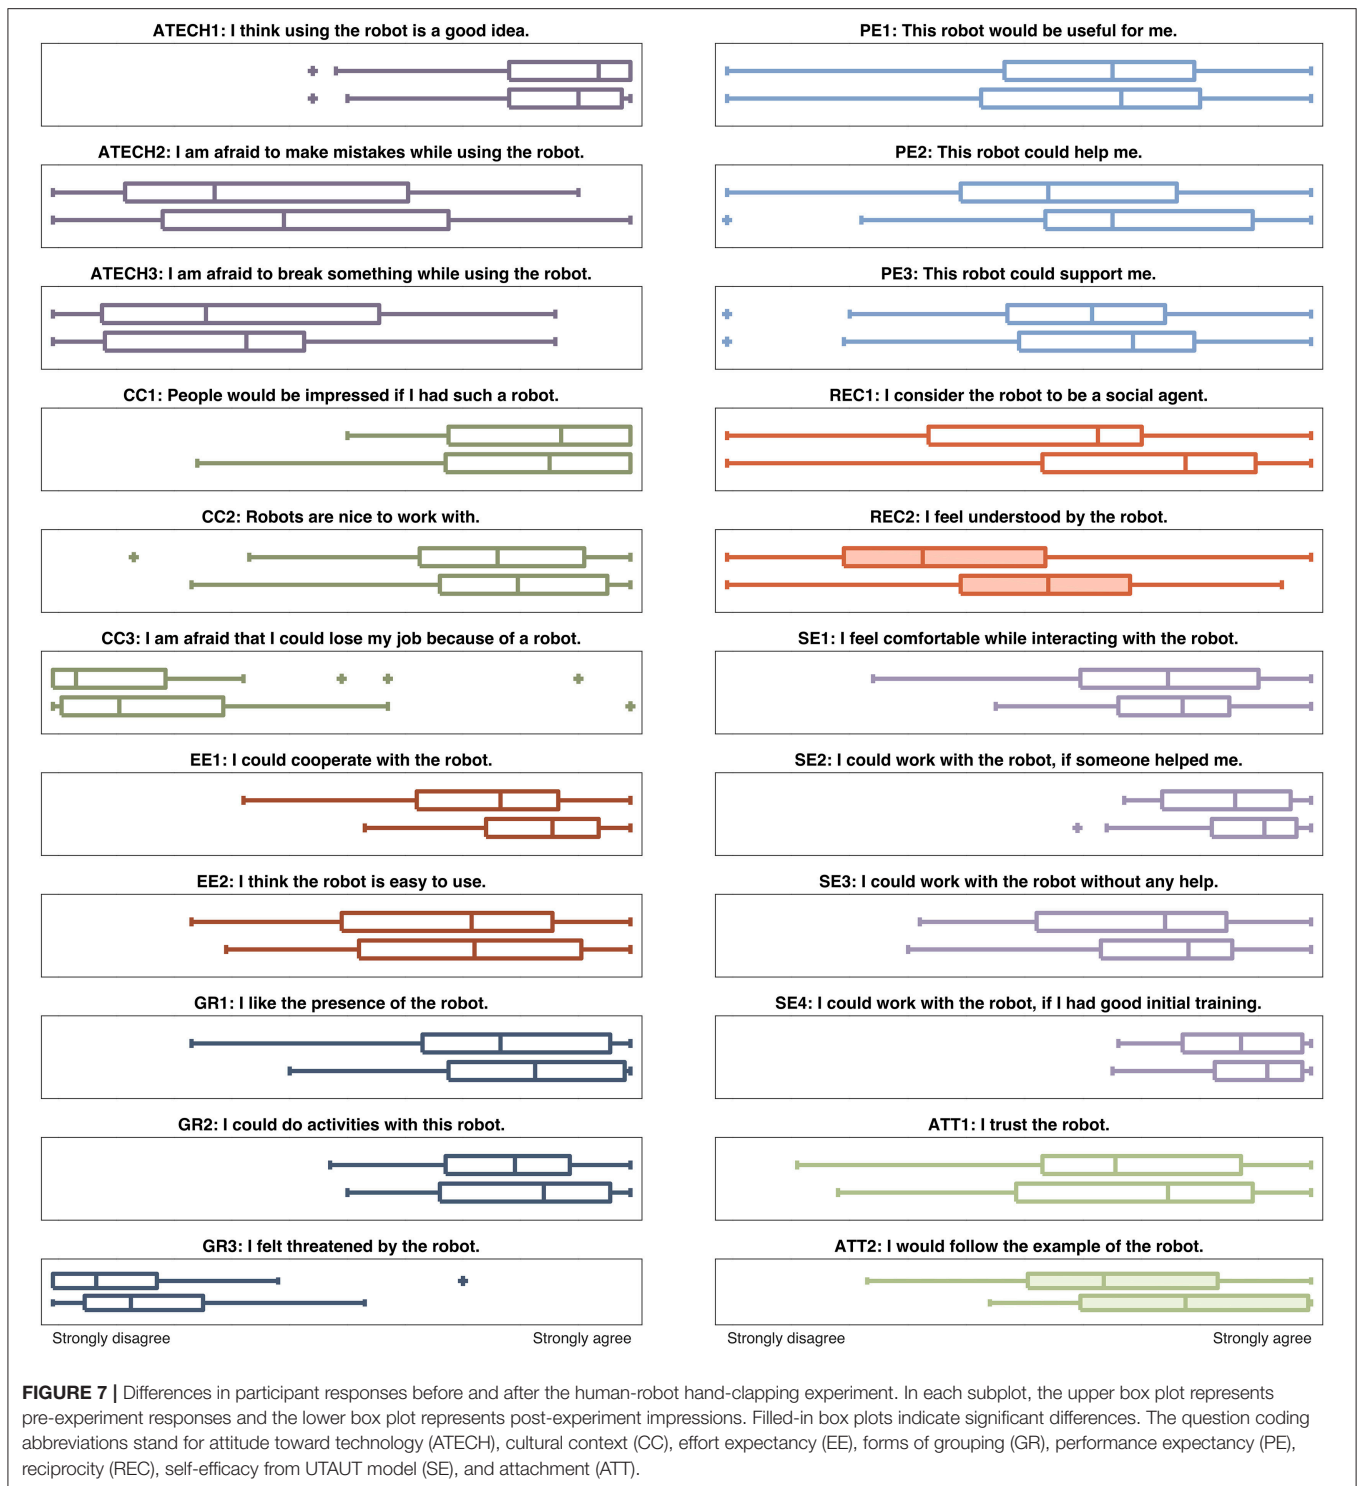 ATECH1: I think using the robot is a good idea.
ATECH2: I am afraid to make mistakes while using the robot.
ATECH3: I am afraid to break something while using the robot.
CC1: People would be impressed if I had such a robot.
CC2: Robots are nice to work with.
CC3: I am afraid that I could lose my job because of a robot.
EE1: I could cooperate with the robot.
EE2: I think the robot is easy to use.
GR1: I like the presence of the robot.
GR2: I could do activities with this robot.
GR3: I felt threatened by the robot.
Strongly disagree Strongly agree
PE1: This robot would be useful for me.
PE2: This robot could help me.
PE3: This robot could support me.
REC1: I consider the robot to be a social agent.
REC2: I feel understood by the robot.
SE1: I feel comfortable while interacting with the robot.
SE2: I could work with the robot, if someone helped me.
SE3: I could work with the robot without any help.
SE4: I could work with the robot, if I had good initial training.
ATT1: I trust the robot.
ATT2: I would follow the example of the robot.
Strongly disagree Strongly agree
FIGURE 7 | Differences in participant responses before and after the human-robot hand-clapping experiment. In each subplot, the upper box plot represents
pre-experiment responses and the lower box plot represents post-experiment impressions. Filled-in box plots indicate significant differences. The question coding
abbreviations stand for attitude toward technology (ATECH), cultural context (CC), effort expectancy (EE), forms of grouping (GR), performance expectancy (PE),
reciprocity (REC), self-efficacy from UTAUT model (SE), and attachment (ATT).